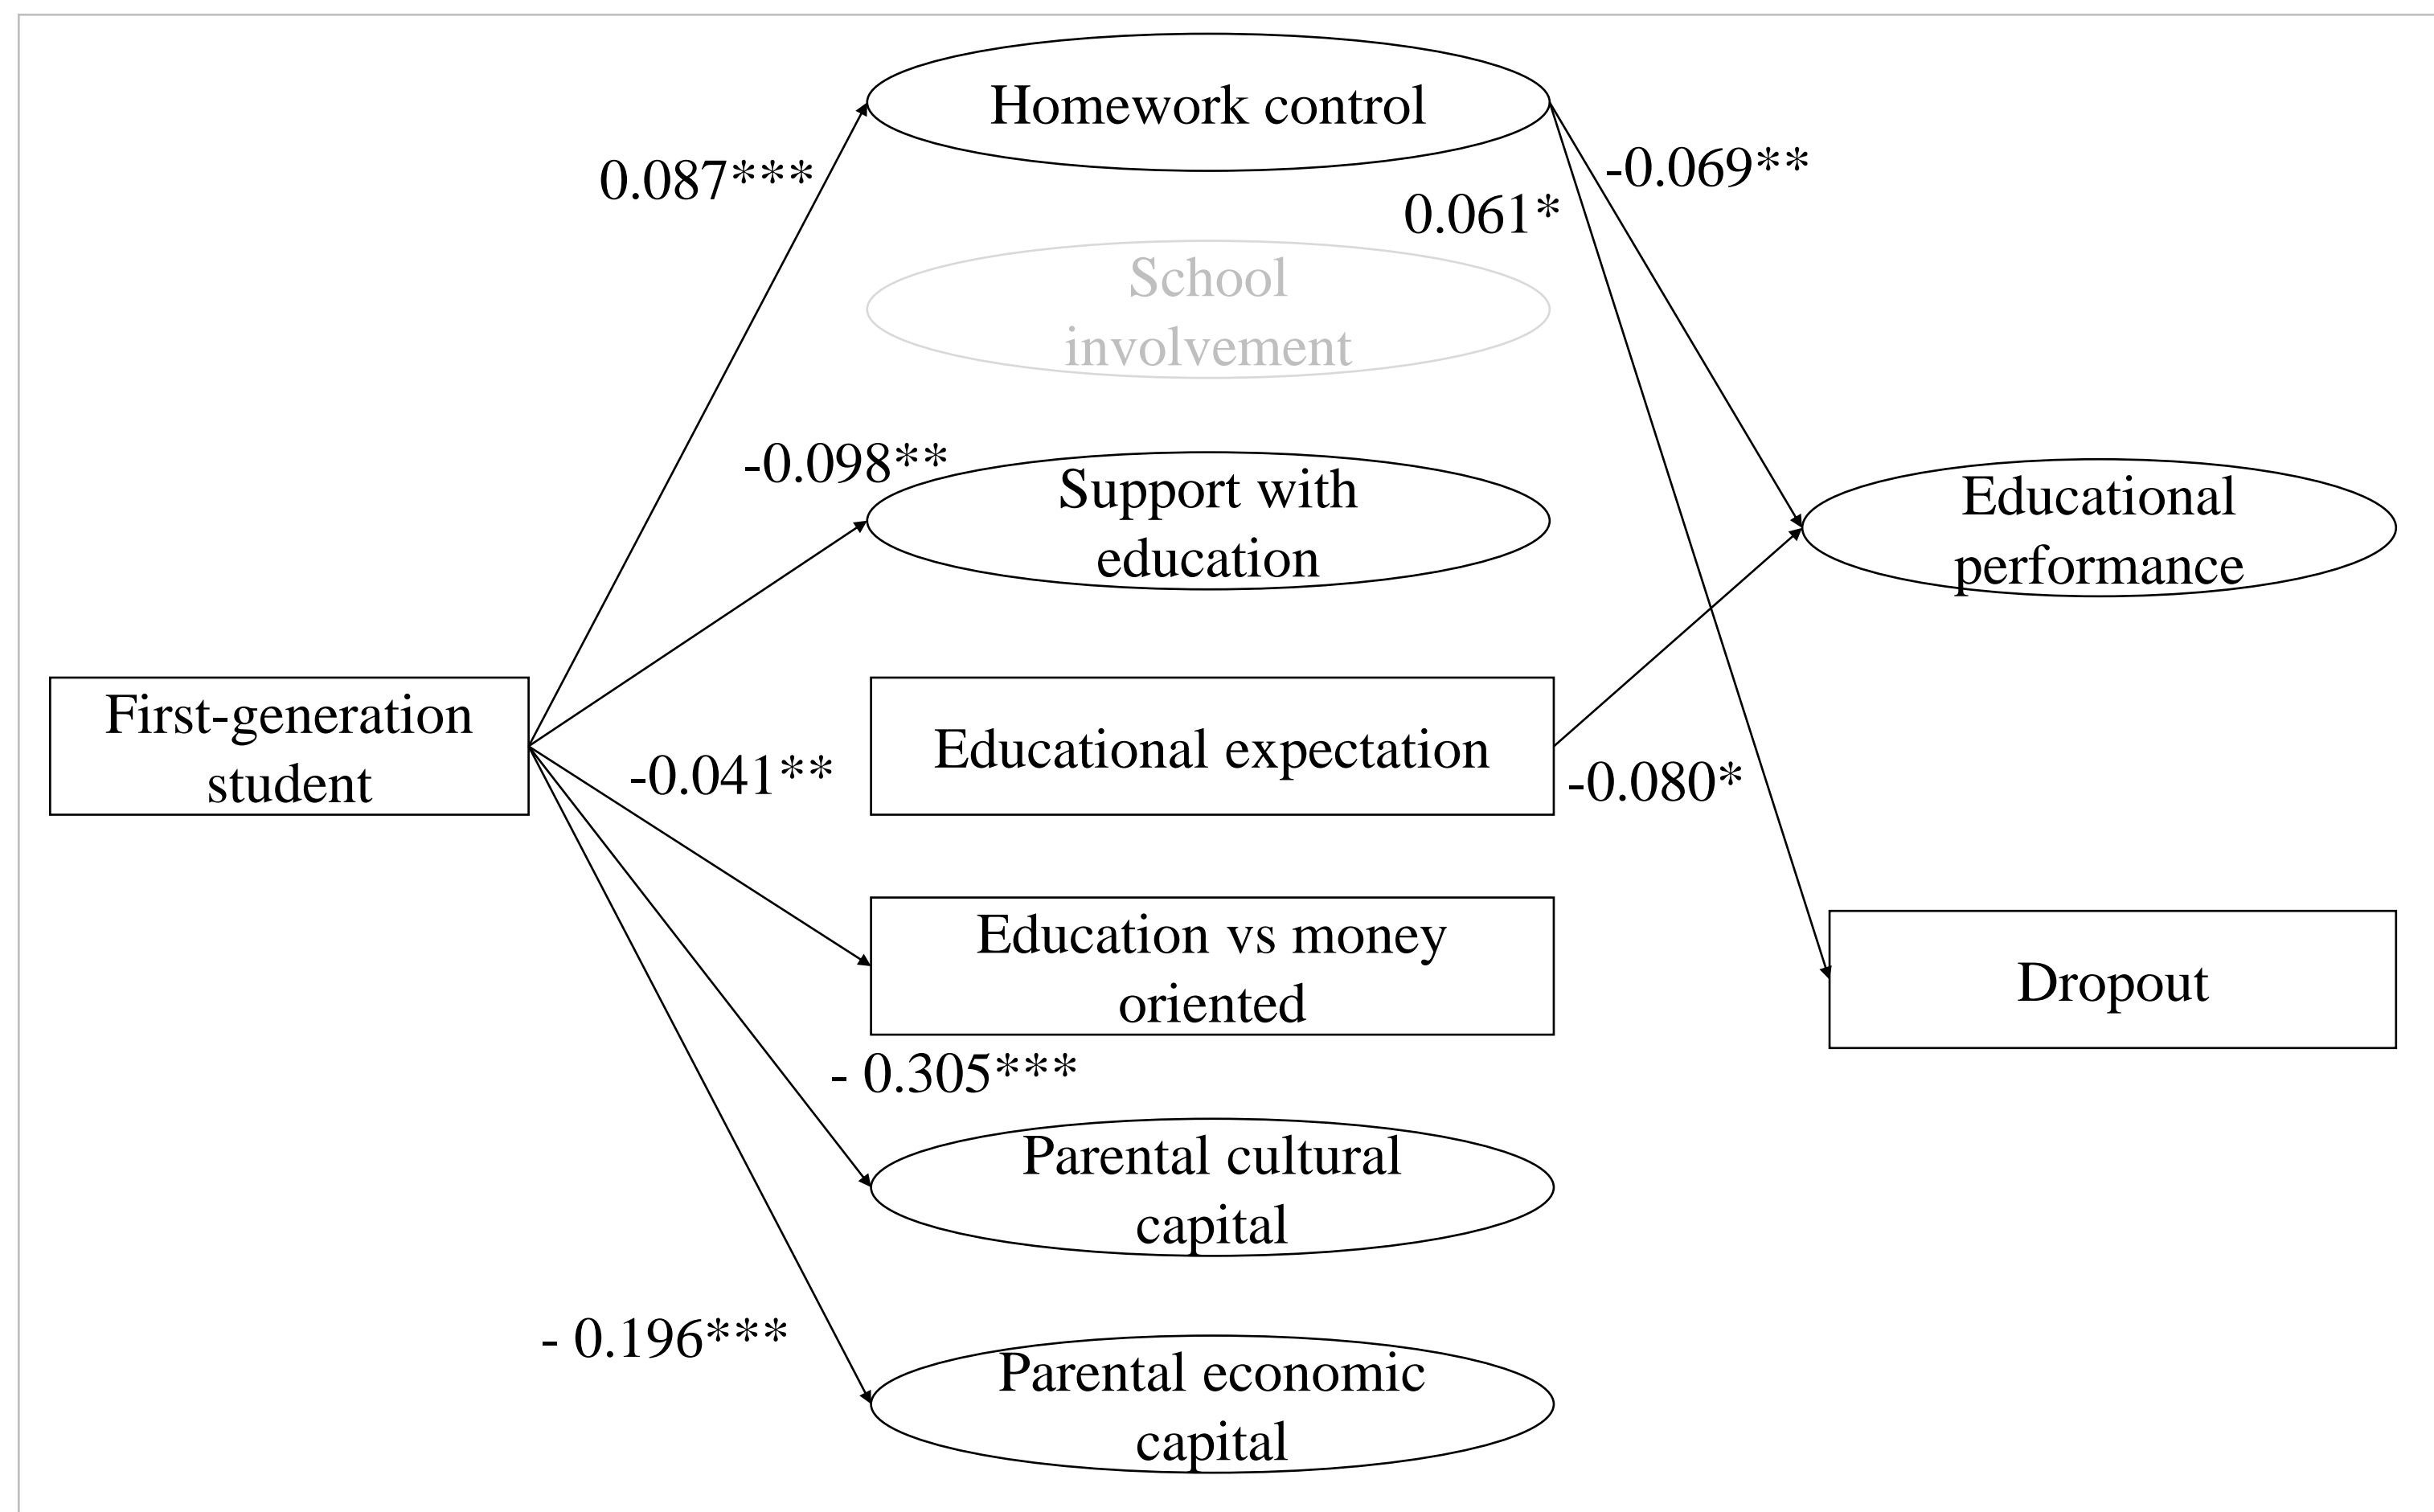 Homework control
0.087***
-0.069**
0.061*
School
involvement
-0.098**
Support with
education
Educational
performance
First-generation
student
-0.041**
Educational expectation
-0.080*
Education vs money
oriented
Dropout
- 0.305***
Parental cultural
capital
- 0.196***
Parental economic
capital